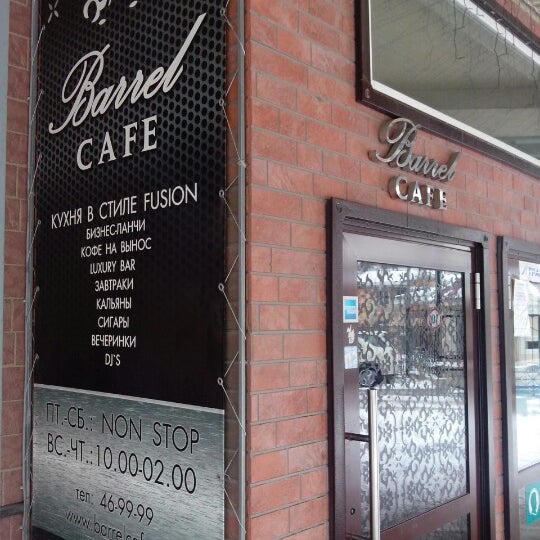 Barrel
CAFE
КУХНЯ В СТИЛЕ FUSION
БИЗНЕС-ЛАНЧИ
КОФЕ НА ВЫНОС
LUXURY BAR
ЗАВТРАКИ
КАЛЬЯНЫ
СИГАРЫ
ВЕЧЕРИНКИ
DJ'S
ПТ.-СБ.: NON STOP
ВС.-ЧТ.:10.00-02.00
тел: 46-99-99
Barrel
CAFE